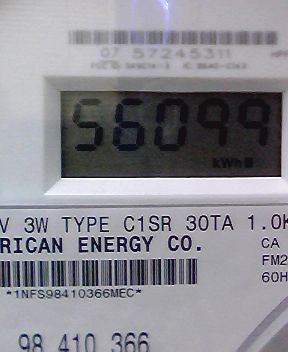 07 57245311
56099
kWh
V 3W TYPE C1SR 30TA 1.0K
RICAN ENERGY CO.
CA
FM2
60H
*1NFS98410366MEC*
98 410 366